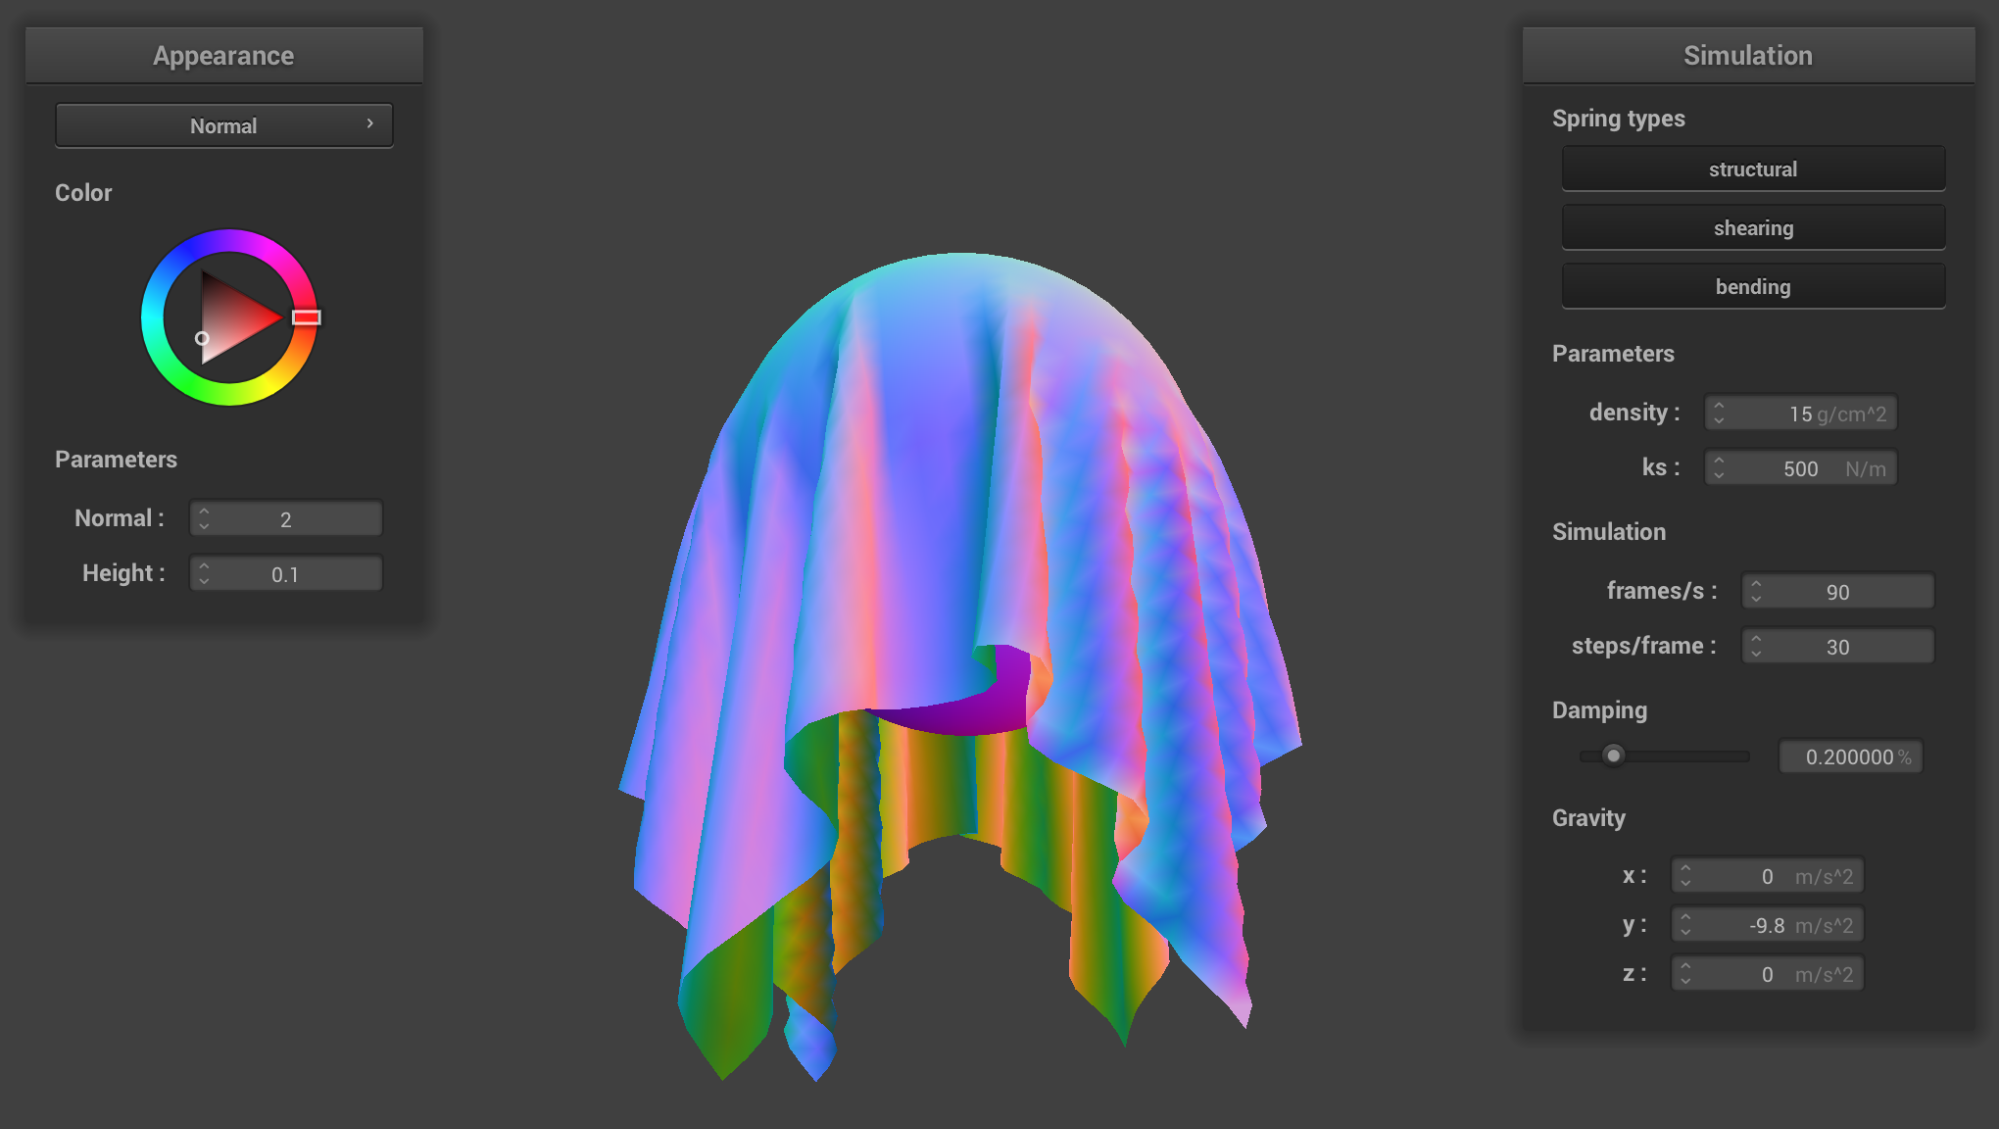 Appearance
Normal
Color
Parameters
Normal : 2
Height : 0.1
Simulation
Spring types
structural
shearing
bending
Parameters
density : 15 g/cm^2
ks : 500 N/m
Simulation
frames/s : 90
steps/frame : 30
Damping
0.200000 %
Gravity
x : 0 m/s^2
y : -9.8 m/s^2
z : 0 m/s^2